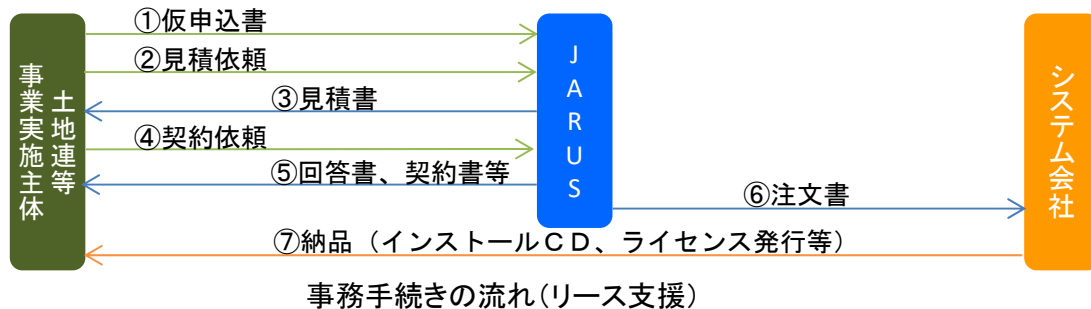 土地連等
事業実施主体
①仮申込書
②見積依頼
③見積書
④契約依頼
⑤回答書、契約書等
JARUS
⑥注文書
システム会社
⑦納品（インストールＣＤ、ライセンス発行等）
事務手続きの流れ（リース支援）